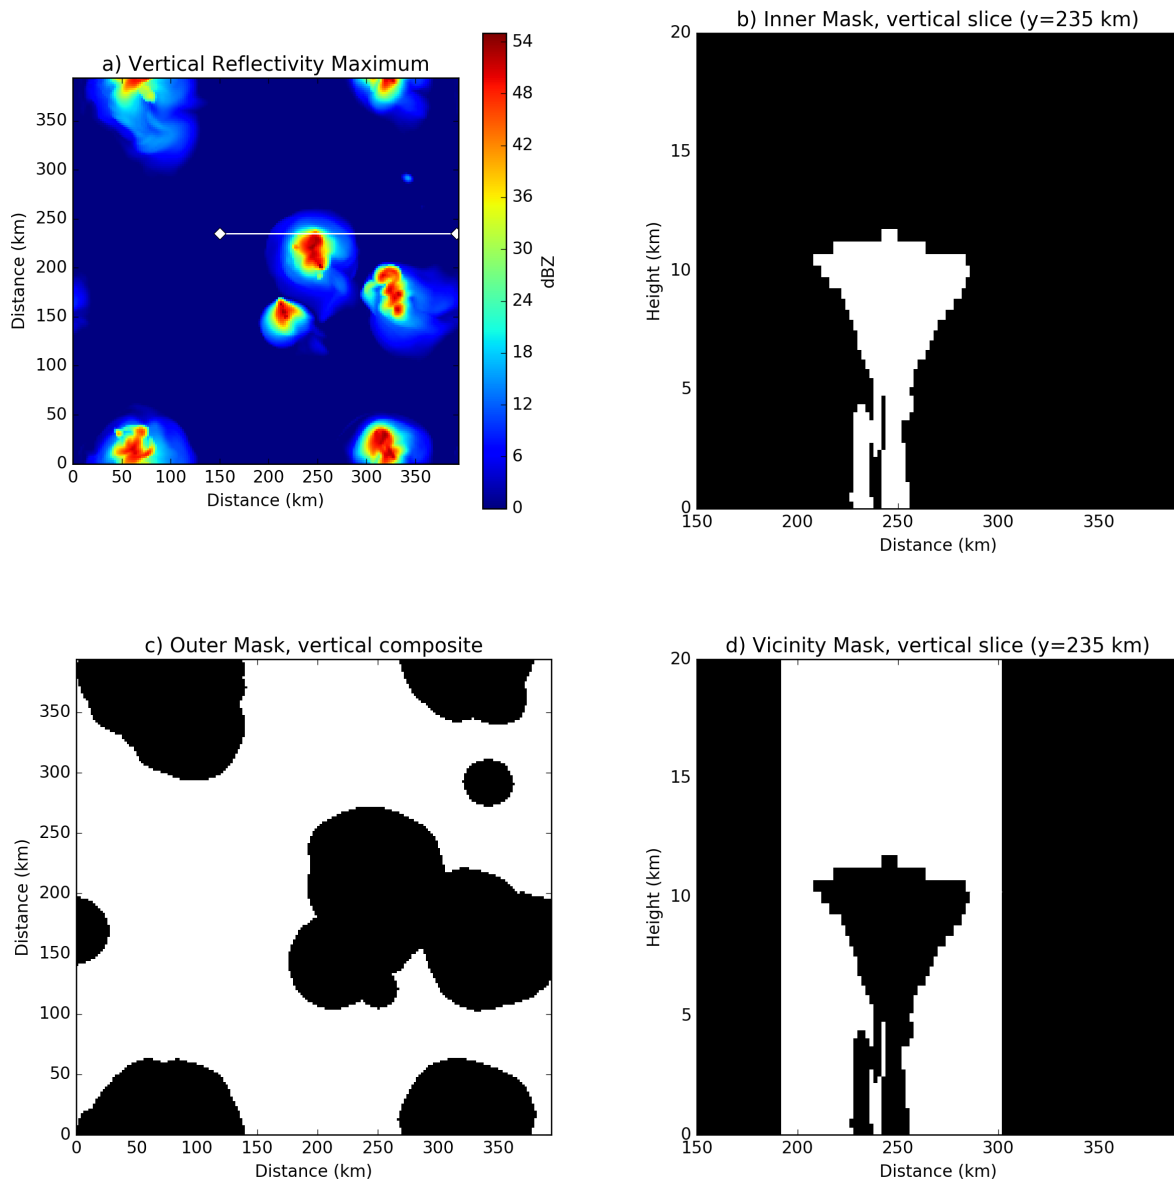 a) Vertical Reflectivity Maximum
350
300
250
200
150
100
50
0
0 50 100 150 200 250 300 350
Distance (km)
Distance (km)
54
48
42
36
30
24
18
12
6
0
dBZ
b) Inner Mask, vertical slice (y=235 km)
20
15
10
5
0
150 200 250 300 350
Distance (km)
Height (km)
c) Outer Mask, vertical composite
350
300
250
200
150
100
50
0
0 50 100 150 200 250 300 350
Distance (km)
Distance (km)
d) Vicinity Mask, vertical slice (y=235 km)
20
15
10
5
0
150 200 250 300 350
Distance (km)
Height (km)